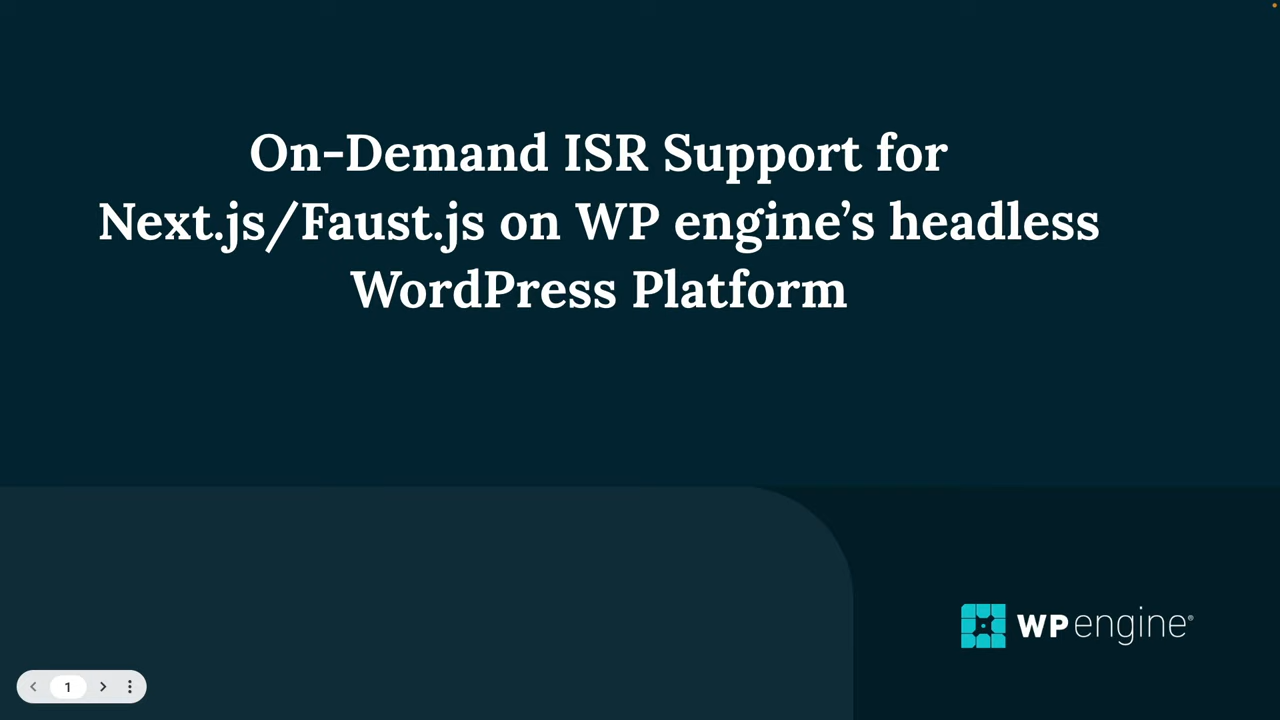 On-Demand ISR Support for
Next.js/Faust.js on WP engine’s headless
WordPress Platform
WP engine®
1